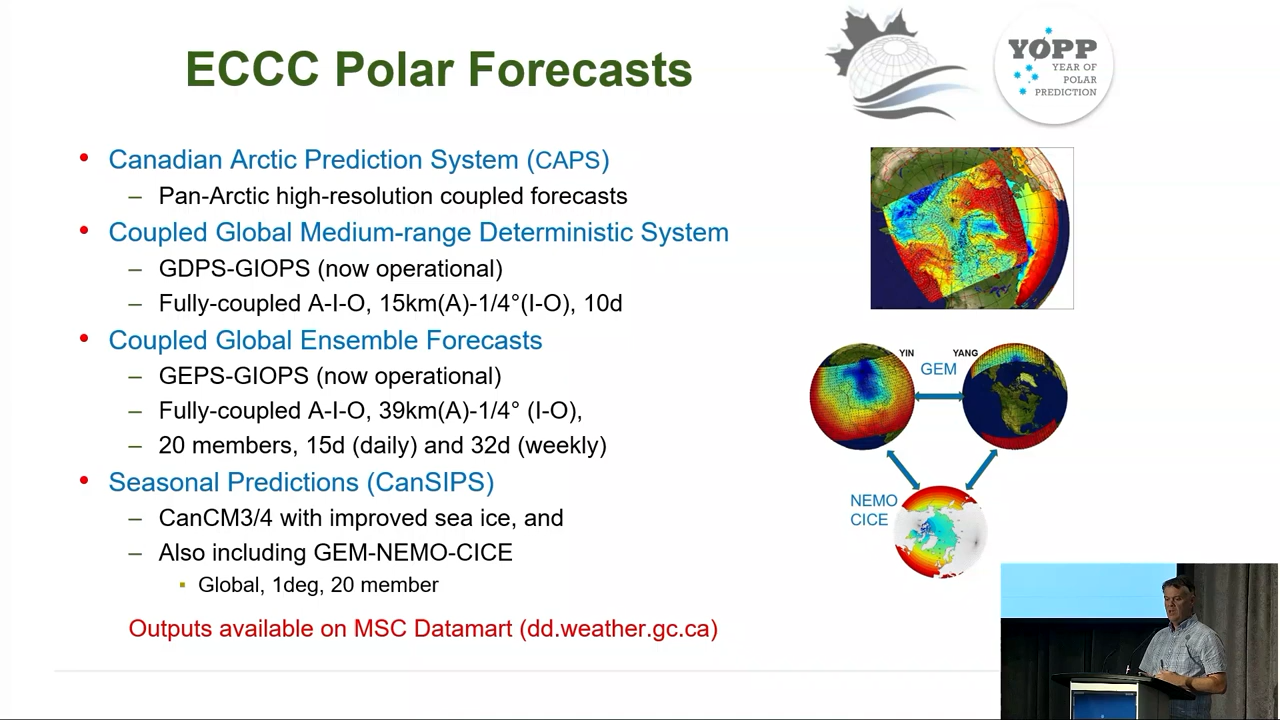 ECCC Polar Forecasts
YOPP
YEAR OF
POLAR
PREDICTION
• Canadian Arctic Prediction System (CAPS)
– Pan-Arctic high-resolution coupled forecasts
• Coupled Global Medium-range Deterministic System
– GDPS-GIOPS (now operational)
– Fully-coupled A-I-O, 15km(A)-1/4°(I-O), 10d
• Coupled Global Ensemble Forecasts
– GEPS-GIOPS (now operational)
– Fully-coupled A-I-O, 39km(A)-1/4° (I-O),
– 20 members, 15d (daily) and 32d (weekly)
• Seasonal Predictions (CanSIPS)
– CanCM3/4 with improved sea ice, and
– Also including GEM-NEMO-CICE
▪ Global, 1deg, 20 member
Outputs available on MSC Datamart (dd.weather.gc.ca)
YIN YANG
GEM
NEMO
CICE